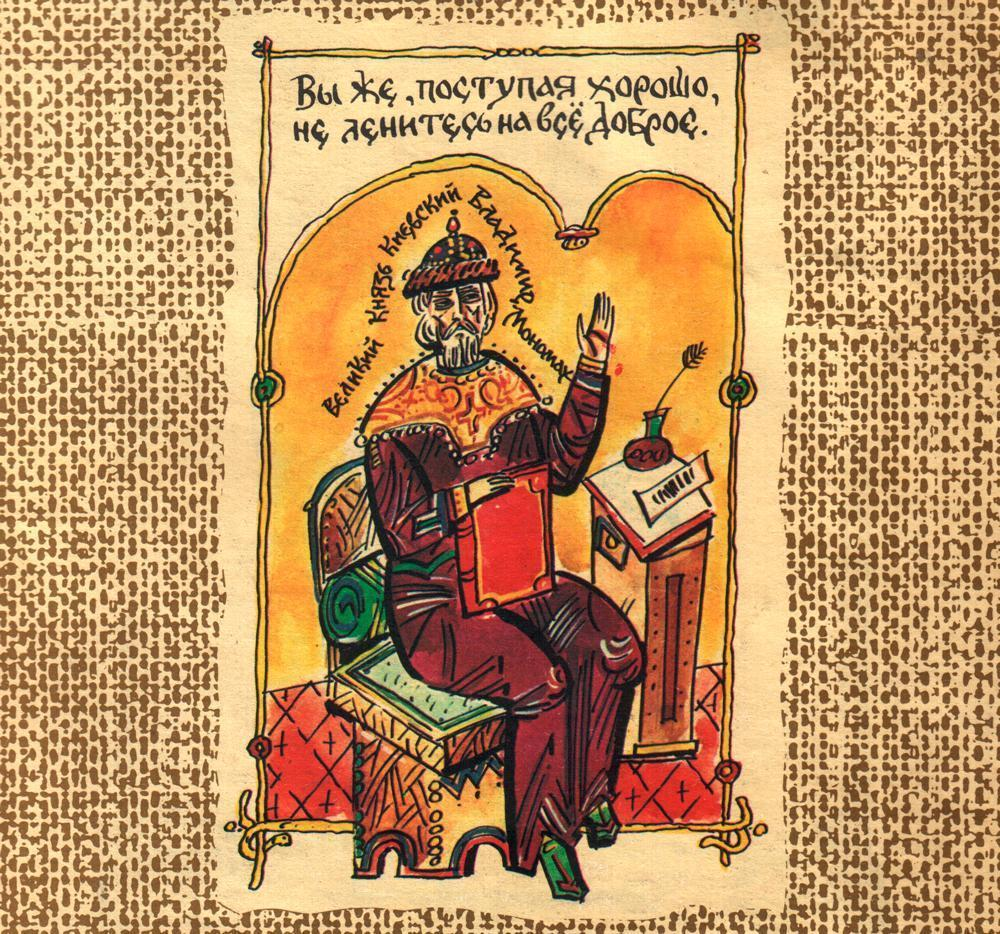 Вы же, поступая хорошо,
не ленитесь на всё доброе.
Великий князь Киевский Владимир Мономах